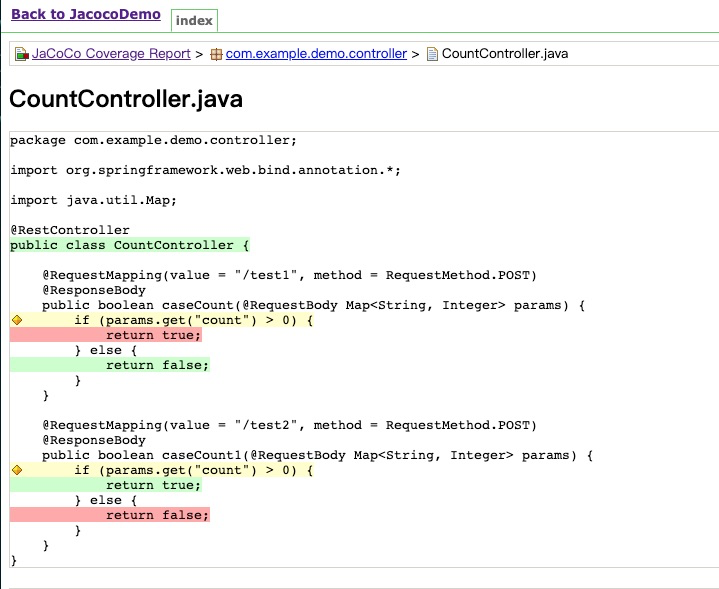 Back to JacocoDemo index
JaCoCo Coverage Report > com.example.demo.controller > CountController.java
CountController.java
package com.example.demo.controller;
import org.springframework.web.bind.annotation.*;
import java.util.Map;
@RestController
public class CountController {
    @RequestMapping(value = "/test1", method = RequestMethod.POST)
    @ResponseBody
    public boolean caseCount(@RequestBody Map<String, Integer> params) {
        if (params.get("count") > 0) {
            return true;
        } else {
            return false;
        }
    }
    @RequestMapping(value = "/test2", method = RequestMethod.POST)
    @ResponseBody
    public boolean caseCount1(@RequestBody Map<String, Integer> params) {
        if (params.get("count") > 0) {
            return true;
        } else {
            return false;
        }
    }
}